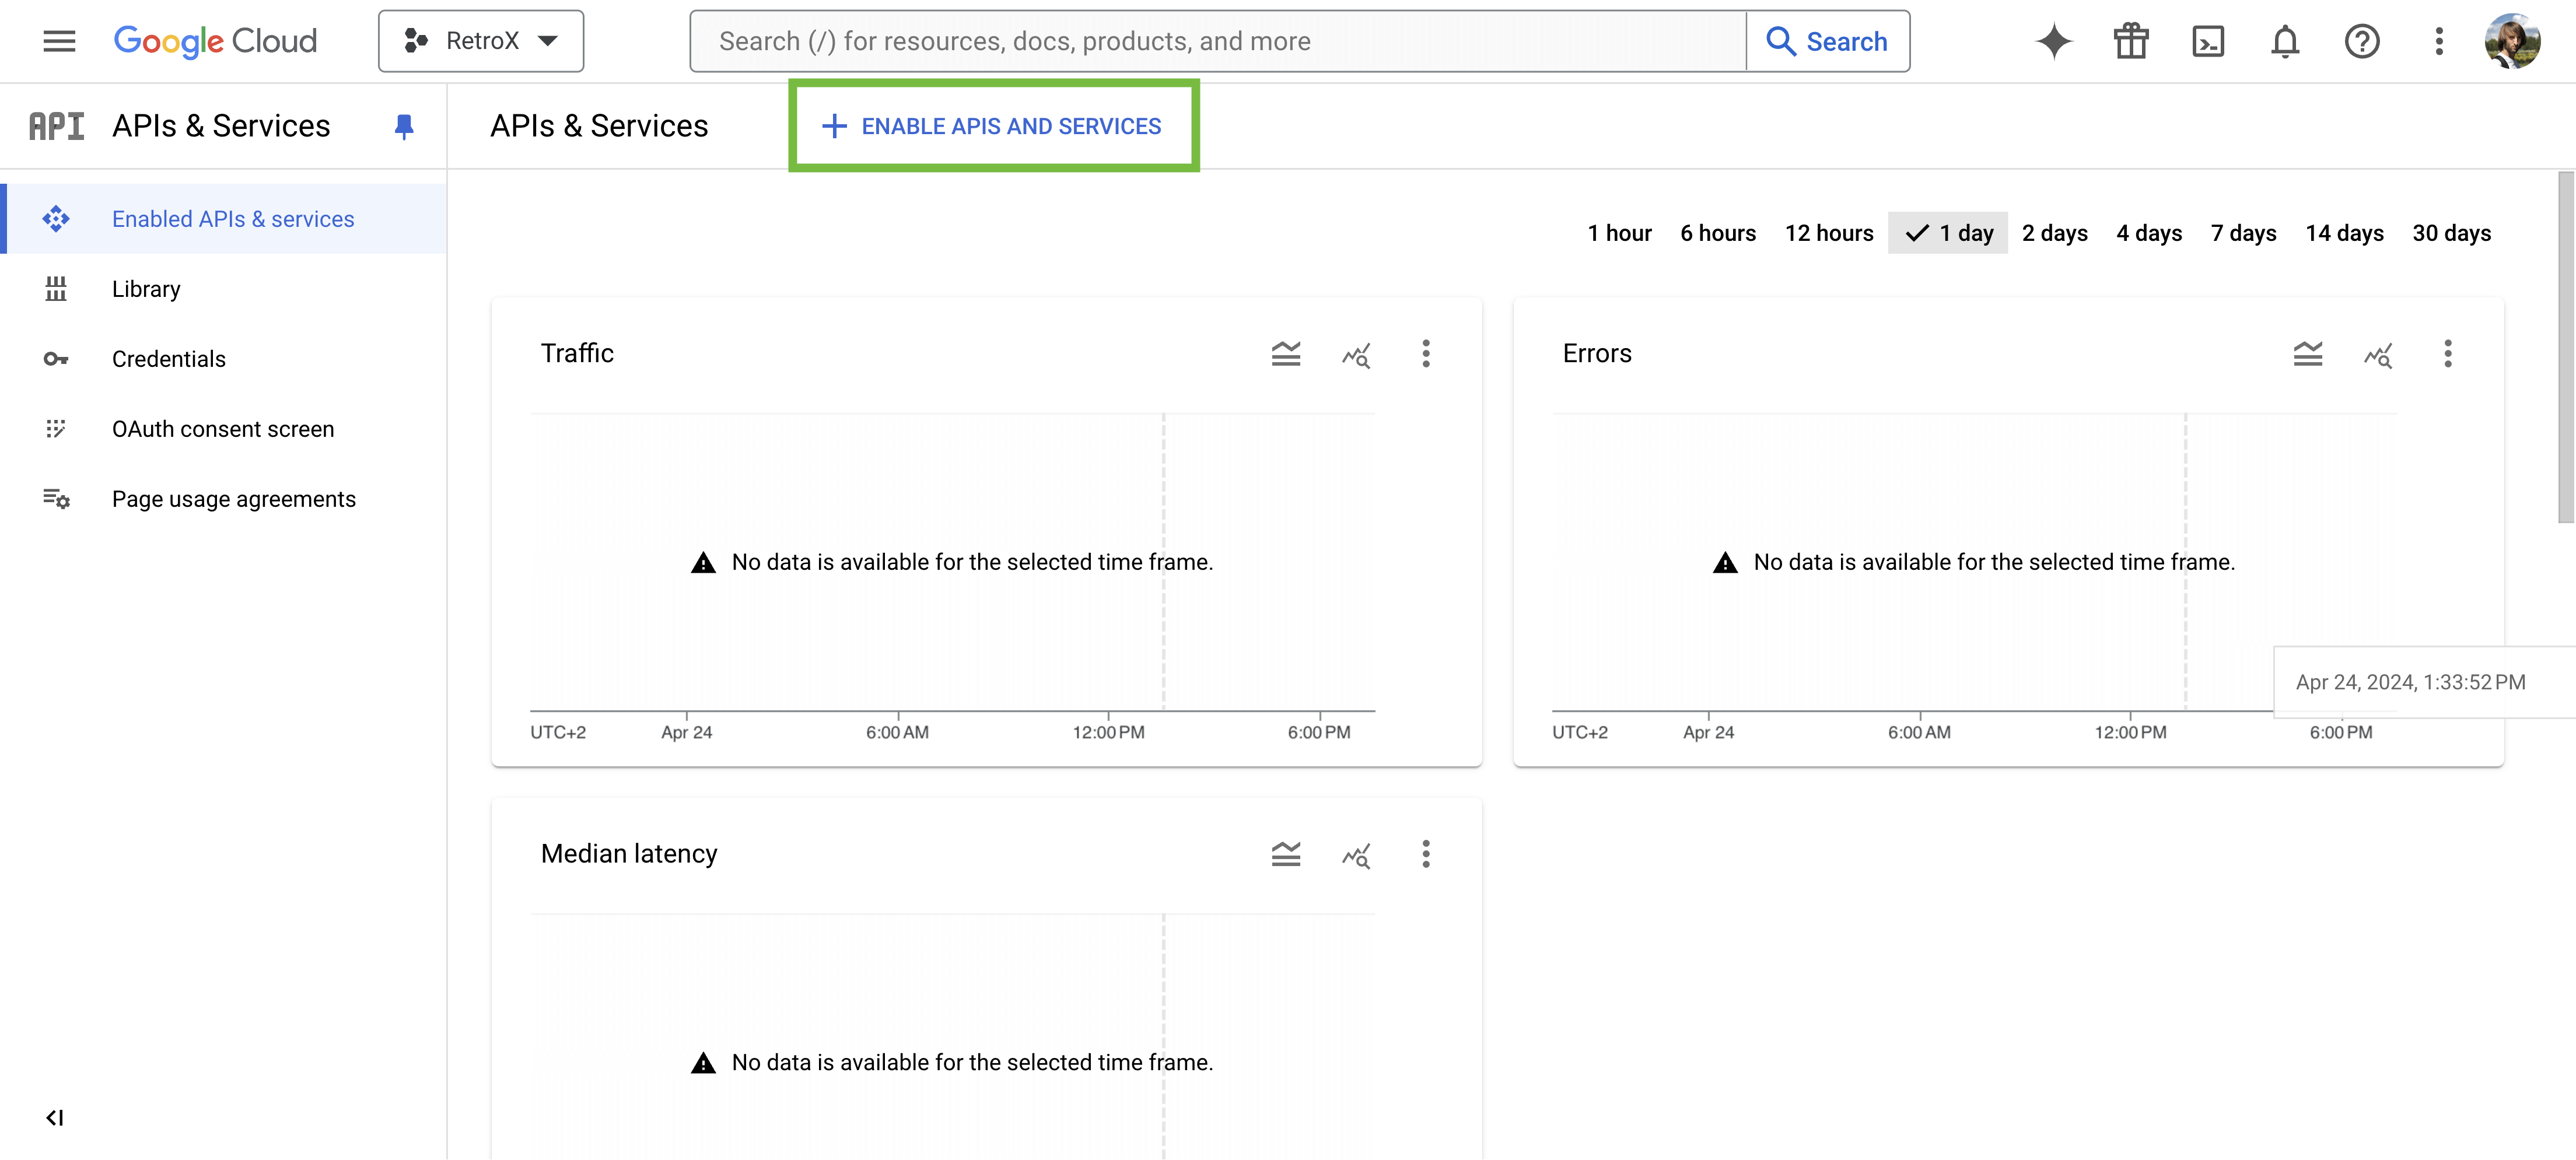 Google Cloud
RetroX
Search (/) for resources, docs, products, and more
Search
API
APIs & Services
APIs & Services
ENABLE APIS AND SERVICES
Enabled APIs & services
Library
Credentials
OAuth consent screen
Page usage agreements
1 hour 6 hours 12 hours 1 day 2 days 4 days 7 days 14 days 30 days
Traffic
No data is available for the selected time frame.
UTC+2 Apr 24 6:00 AM 12:00 PM 6:00 PM
Errors
No data is available for the selected time frame.
Apr 24, 2024, 1:33:52 PM
UTC+2 Apr 24 6:00 AM 12:00 PM 6:00 PM
Median latency
No data is available for the selected time frame.